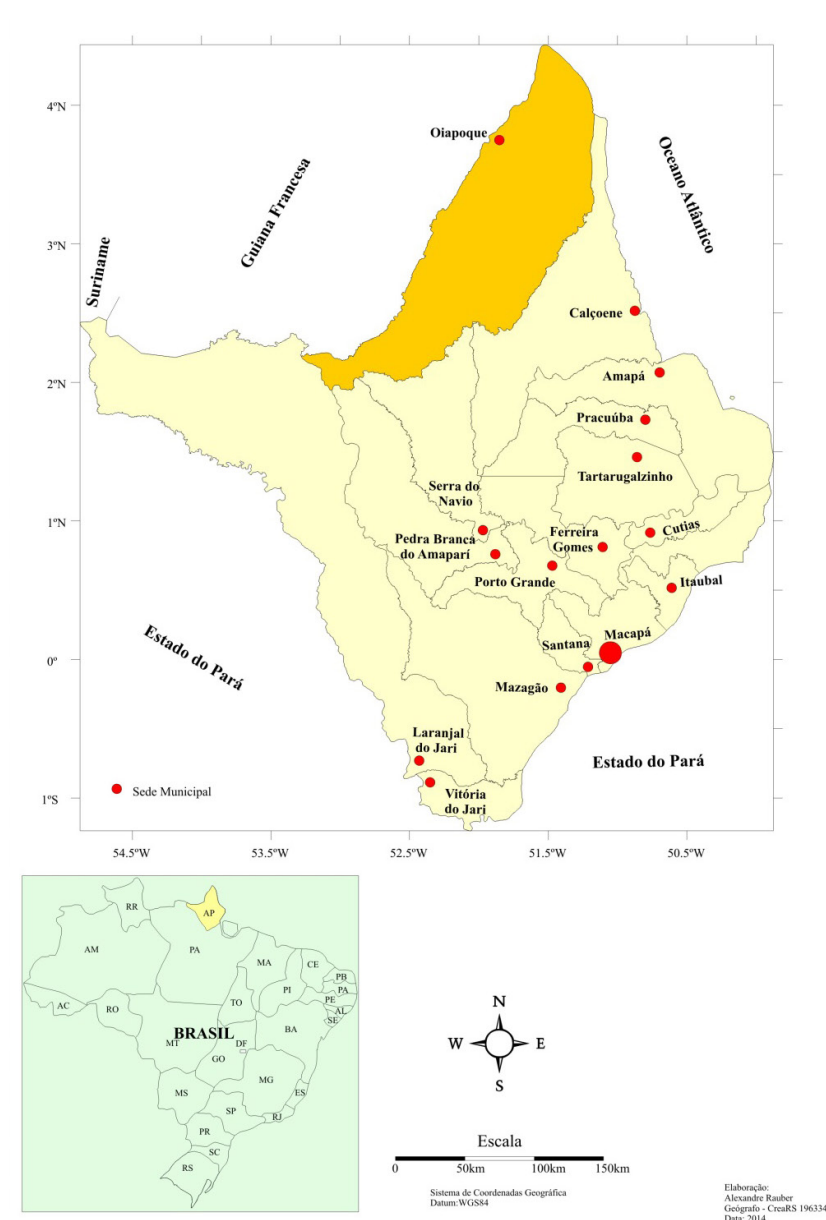 4ºN
Oiapoque
Oceano Atlântico
Guiana Francesa
3ºN
Suriname
Calçoene
2ºN
Amapá
Pracuúba
Tartarugalzinho
Serra do
Navio
1ºN
Cutias
Ferreira
Gomes
Pedra Branca
do Amaparí
Porto Grande
Itaubal
Estado do Pará
Santana
Macapá
0º
Mazagão
Laranjal
do Jari
Estado do Pará
Sede Municipal
Vitória
do Jari
1ºS
54.5ºW
53.5ºW
52.5ºW
51.5ºW
50.5ºW
RR
AP
AM
PA
MA
CE
PB
PI
PA
PE
AC
TO
AL
RO
SE
BRASIL
BA
MT
DF
GO
MG
MS
ES
SP
RJ
PR
SC
RS
N
W
E
S
Escala
0
50km
100km
150km
Sistema de Coordenadas Geográfica
Datum:WGS84
Elaboração:
Alexandre Rauber
Geógrafo - CreaRS 196334
Data: 2014